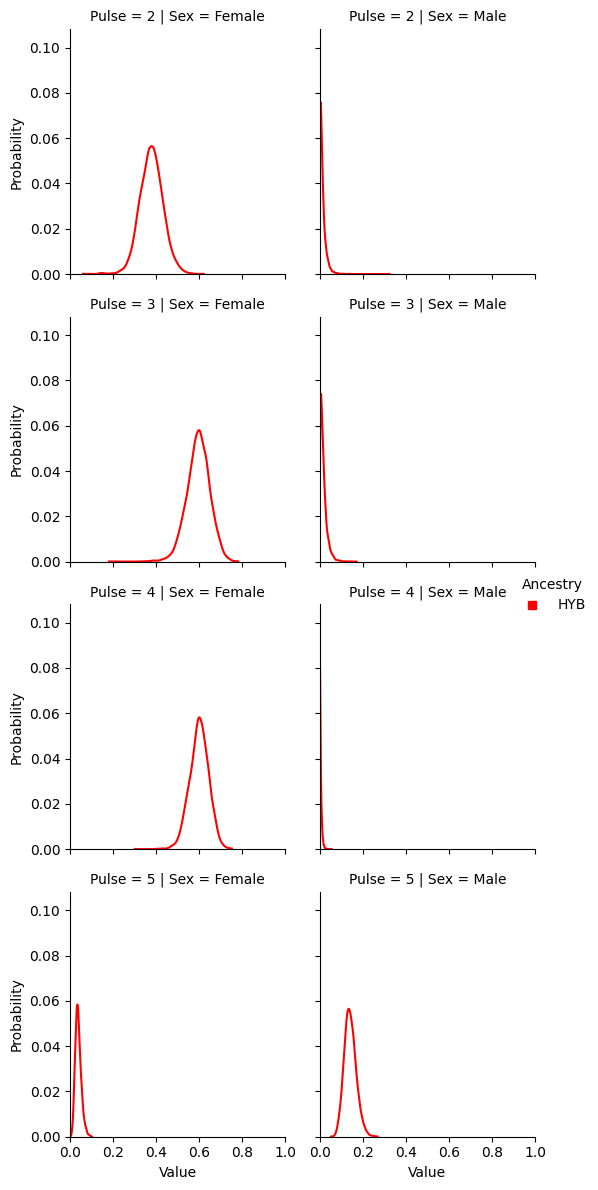 Pulse = 2 | Sex = Female
Pulse = 2 | Sex = Male
0.10
0.08
0.06
0.04
0.02
0.00
Probability
Pulse = 3 | Sex = Female
Pulse = 3 | Sex = Male
0.10
0.08
0.06
0.04
0.02
0.00
Probability
Ancestry
HYB
Pulse = 4 | Sex = Female
Pulse = 4 | Sex = Male
0.10
0.08
0.06
0.04
0.02
0.00
Probability
Pulse = 5 | Sex = Female
Pulse = 5 | Sex = Male
0.10
0.08
0.06
0.04
0.02
0.00
Probability
0.0 0.2 0.4 0.6 0.8 1.0
Value
0.0 0.2 0.4 0.6 0.8 1.0
Value